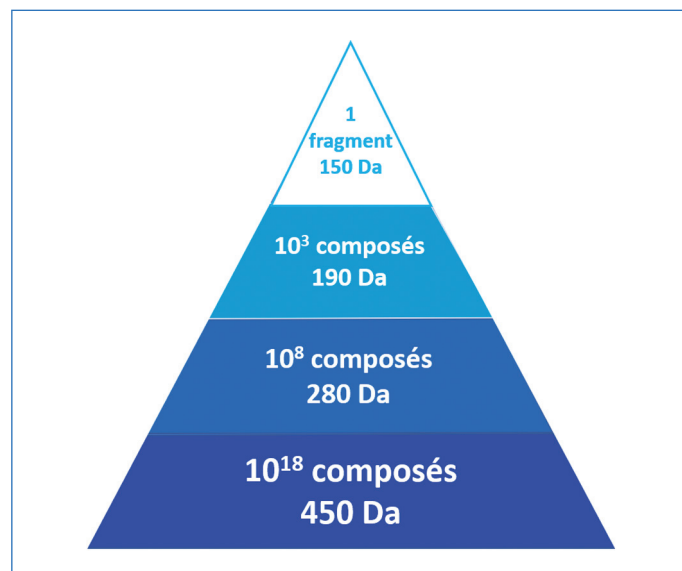 1
fragment
150 Da
10³ composés
190 Da
10⁸ composés
280 Da
10¹⁸ composés
450 Da